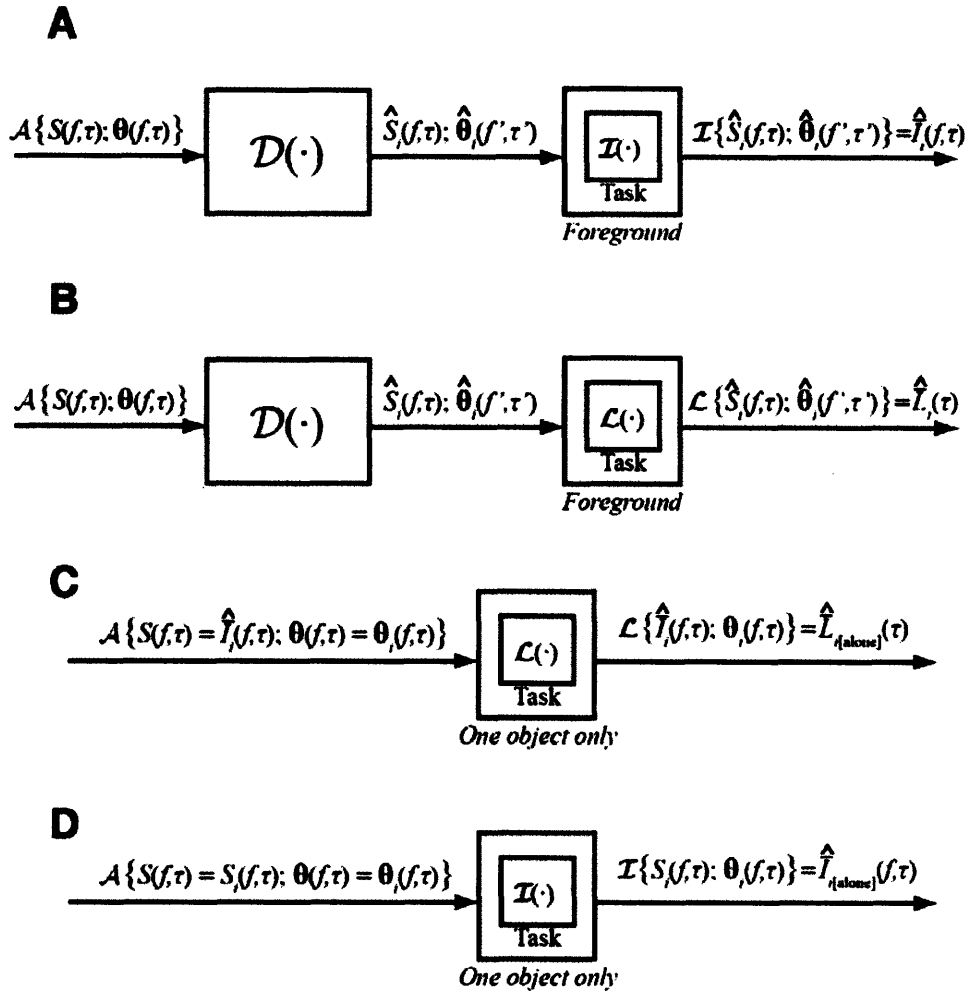 A
𝒜{S(f,τ); θ(f,τ)}
𝒟(·)
Ŝᵢ(f,τ); θ̂ᵢ(f',τ')
ℐ(·)
Task
Foreground
ℐ{Ŝᵢ(f,τ); θ̂ᵢ(f',τ')}=Îᵢ(f,τ)
B
𝒜{S(f,τ); θ(f,τ)}
𝒟(·)
Ŝᵢ(f,τ); θ̂ᵢ(f',τ')
ℒ(·)
Task
Foreground
ℒ{Ŝᵢ(f,τ); θ̂ᵢ(f',τ')}=L̂ᵢ(τ)
C
𝒜{S(f,τ) = Îᵢ(f,τ); θ(f,τ) = θᵢ(f,τ)}
ℒ(·)
Task
One object only
ℒ{Îᵢ(f,τ); θᵢ(f,τ)}=L̂ᵢ[alone](τ)
D
𝒜{S(f,τ) = Sᵢ(f,τ); θ(f,τ) = θᵢ(f,τ)}
ℐ(·)
Task
One object only
ℐ{Sᵢ(f,τ); θᵢ(f,τ)}=Îᵢ[alone](f,τ)